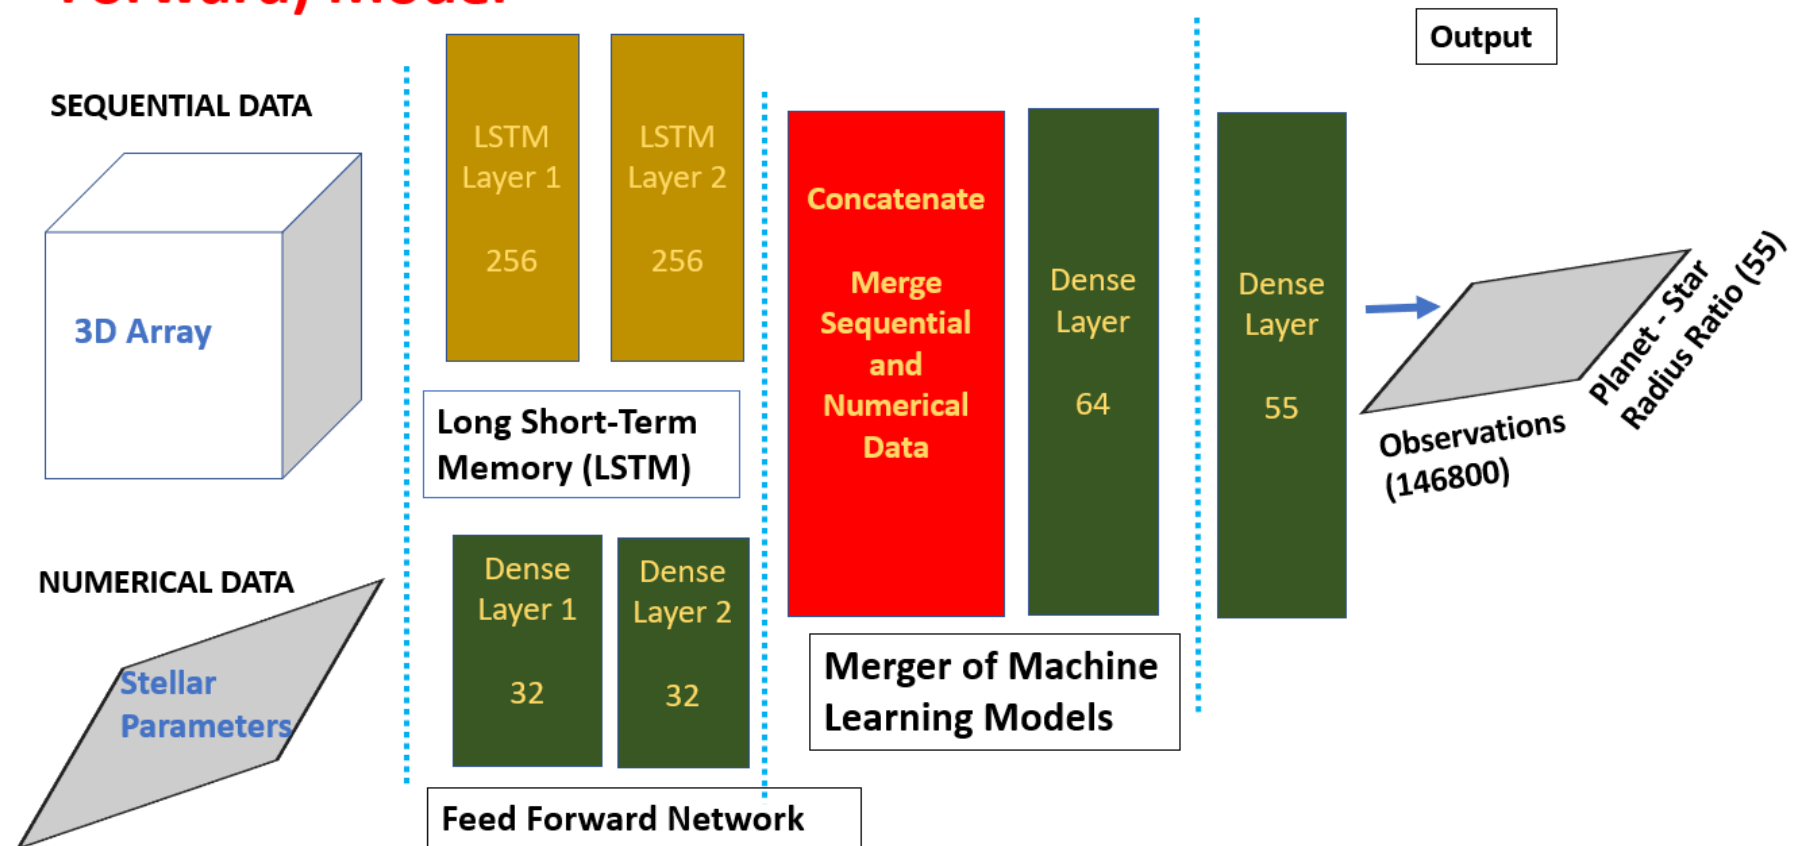 Forward) Model
Output
SEQUENTIAL DATA
3D Array
LSTM
Layer 1
256
LSTM
Layer 2
256
Long Short-Term
Memory (LSTM)
NUMERICAL DATA
Stellar
Parameters
Dense
Layer 1
32
Dense
Layer 2
32
Feed Forward Network
Concatenate
Merge
Sequential
and
Numerical
Data
Dense
Layer
64
Merger of Machine
Learning Models
Dense
Layer
55
Planet - Star
Radius Ratio (55)
Observations
(146800)